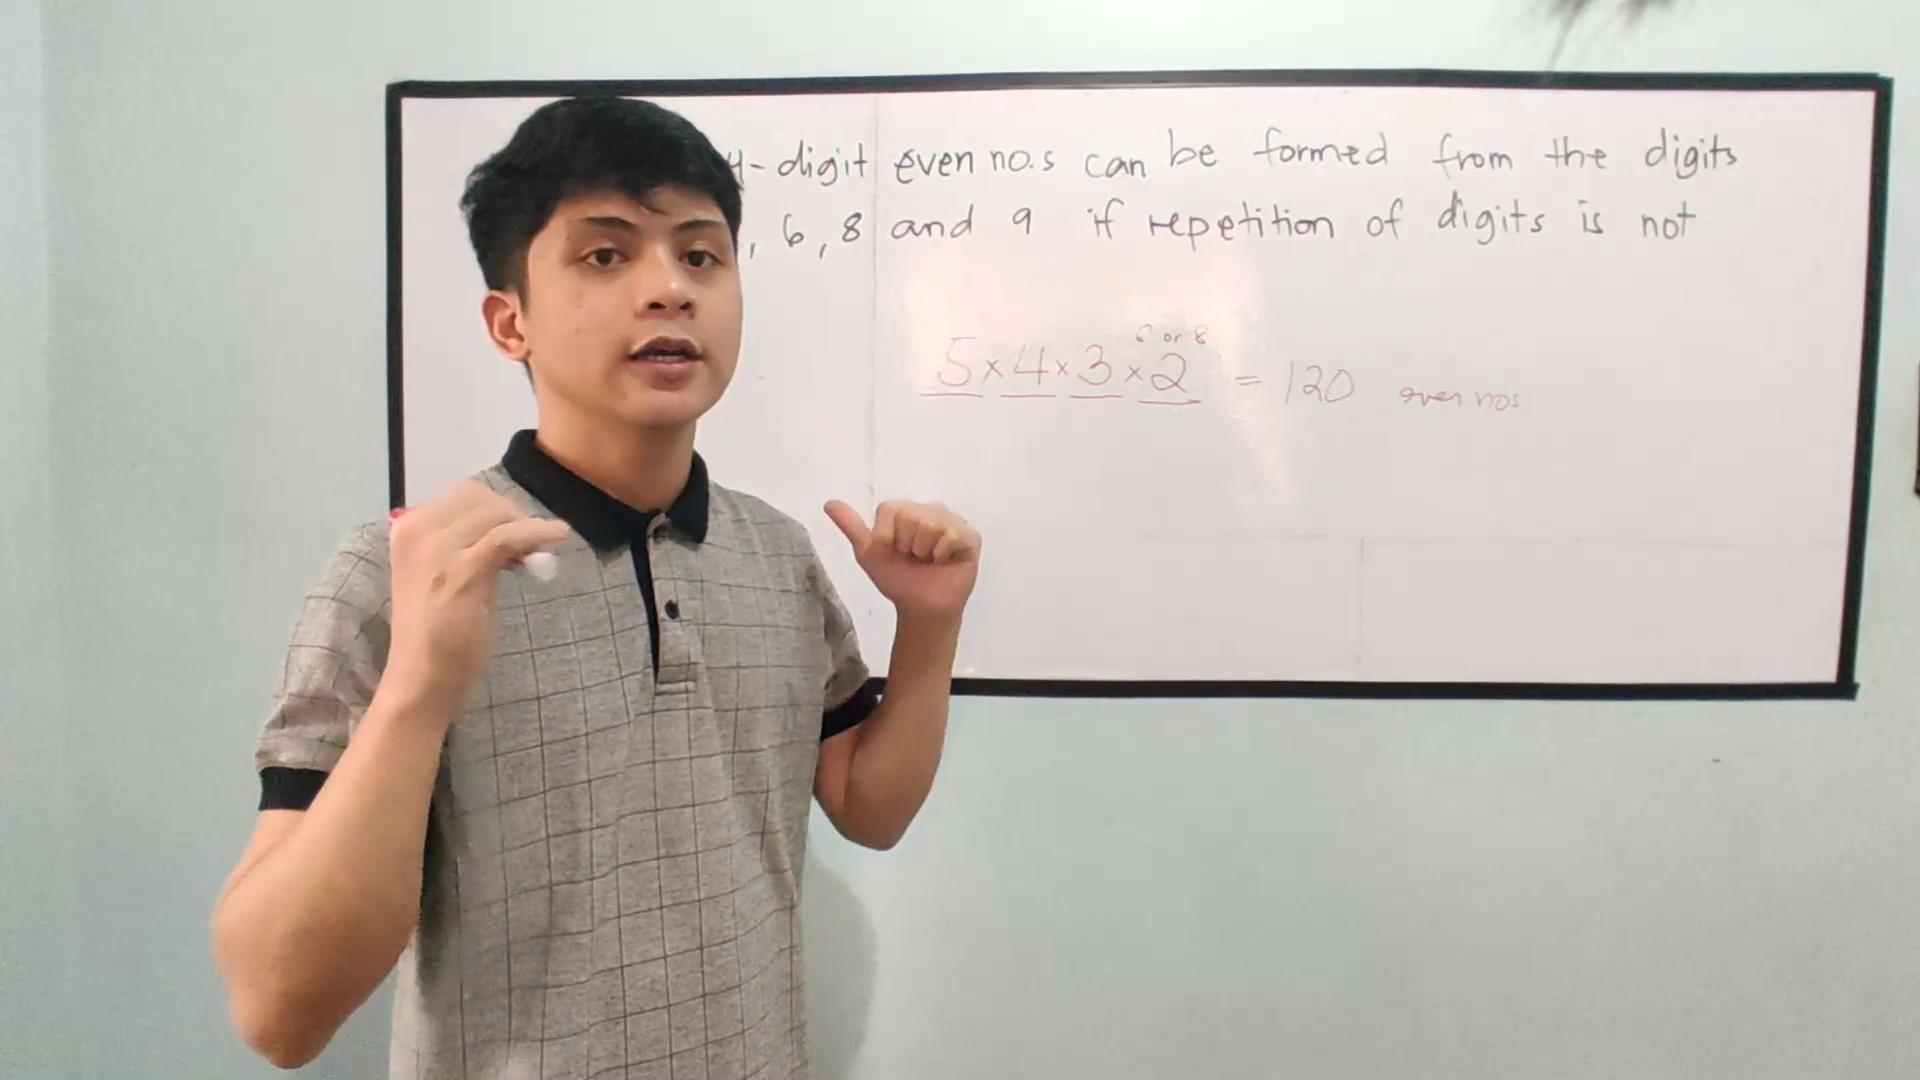 4-digit even no.s can be formed from the digits
, 6, 8 and 9 if repetition of digits is not
6 or 8
5 x 4 x 3 x 2 = 120 even nos